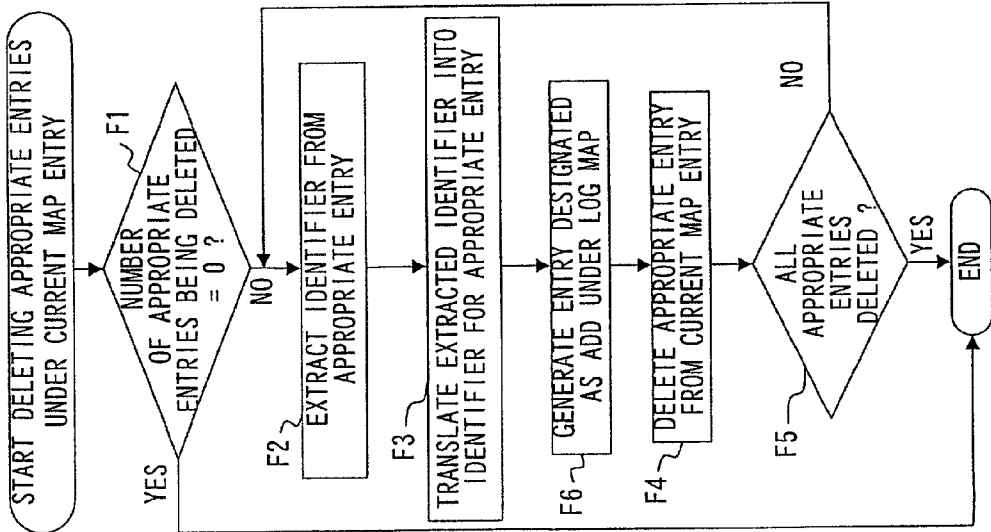 START DELETING APPROPRIATE ENTRIES
UNDER CURRENT MAP ENTRY
F1
NUMBER
OF APPROPRIATE
ENTRIES BEING DELETED
= 0 ?
YES
NO
F2
EXTRACT IDENTIFIER FROM
APPROPRIATE ENTRY
F3
TRANSLATE EXTRACTED IDENTIFIER INTO
IDENTIFIER FOR APPROPRIATE ENTRY
F6
GENERATE ENTRY DESIGNATED
AS ADD UNDER LOG MAP
F4
DELETE APPROPRIATE ENTRY
FROM CURRENT MAP ENTRY
F5
ALL
APPROPRIATE
ENTRIES
DELETED ?
NO
YES
END